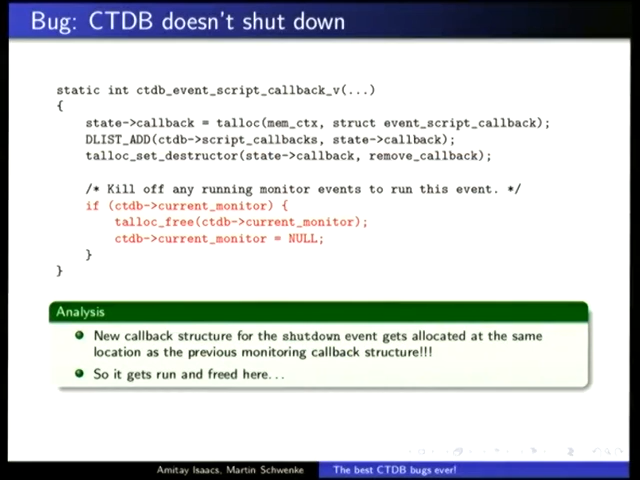 Bug: CTDB doesn't shut down
static int ctdb_event_script_callback_v(...)
{
state->callback = talloc(mem_ctx, struct event_script_callback);
DLIST_ADD(ctdb->script_callbacks, state->callback);
talloc_set_destructor(state->callback, remove_callback);
/* Kill off any running monitor events to run this event. */
if (ctdb->current_monitor) {
talloc_free(ctdb->current_monitor);
ctdb->current_monitor = NULL;
}
}
Analysis
New callback structure for the shutdown event gets allocated at the same
location as the previous monitoring callback structure!!!
So it gets run and freed here...
Amitay Isaacs, Martin Schwenke
The best CTDB bugs ever!